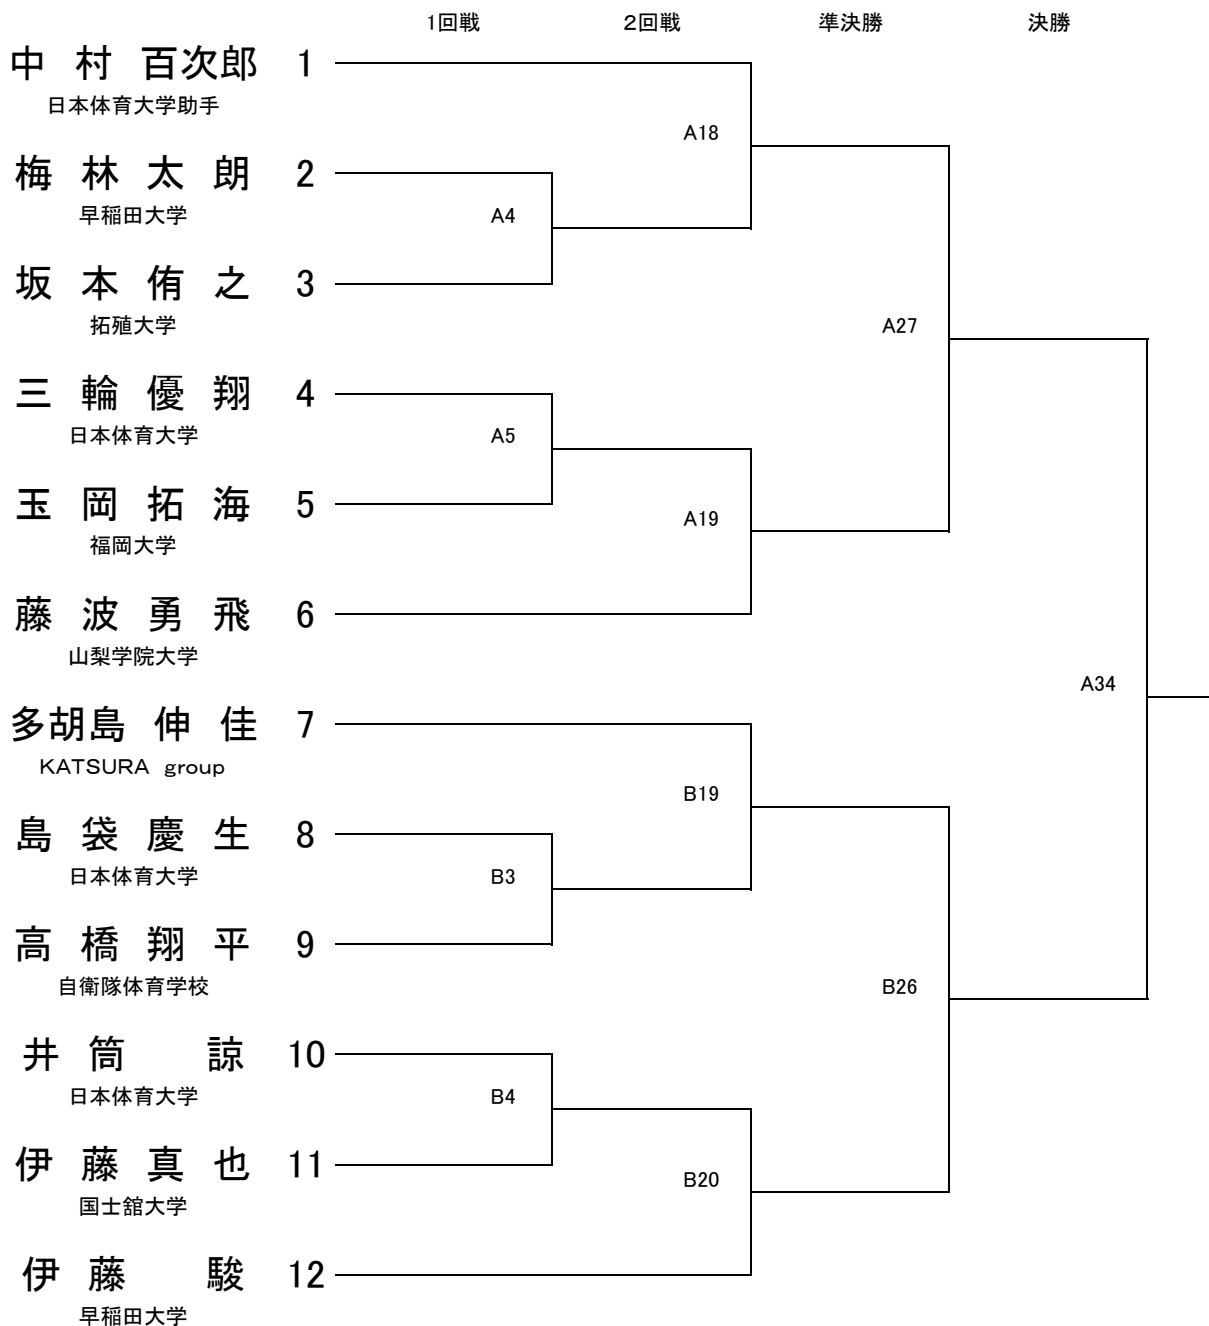 1回戦 2回戦 準決勝 決勝
中 村 百次郎 1
日本体育大学助手
A18
梅 林 太 朗 2
早稲田大学
A4
坂 本 侑 之 3
拓殖大学
A27
三 輪 優 翔 4
日本体育大学
A5
玉 岡 拓 海 5
福岡大学
A19
藤 波 勇 飛 6
山梨学院大学
A34
多胡島 伸 佳 7
KATSURA group
B19
島 袋 慶 生 8
日本体育大学
B3
高 橋 翔 平 9
自衛隊体育学校
B26
井 筒 諒 10
日本体育大学
B4
伊 藤 真 也 11
国士舘大学
B20
伊 藤 駿 12
早稲田大学